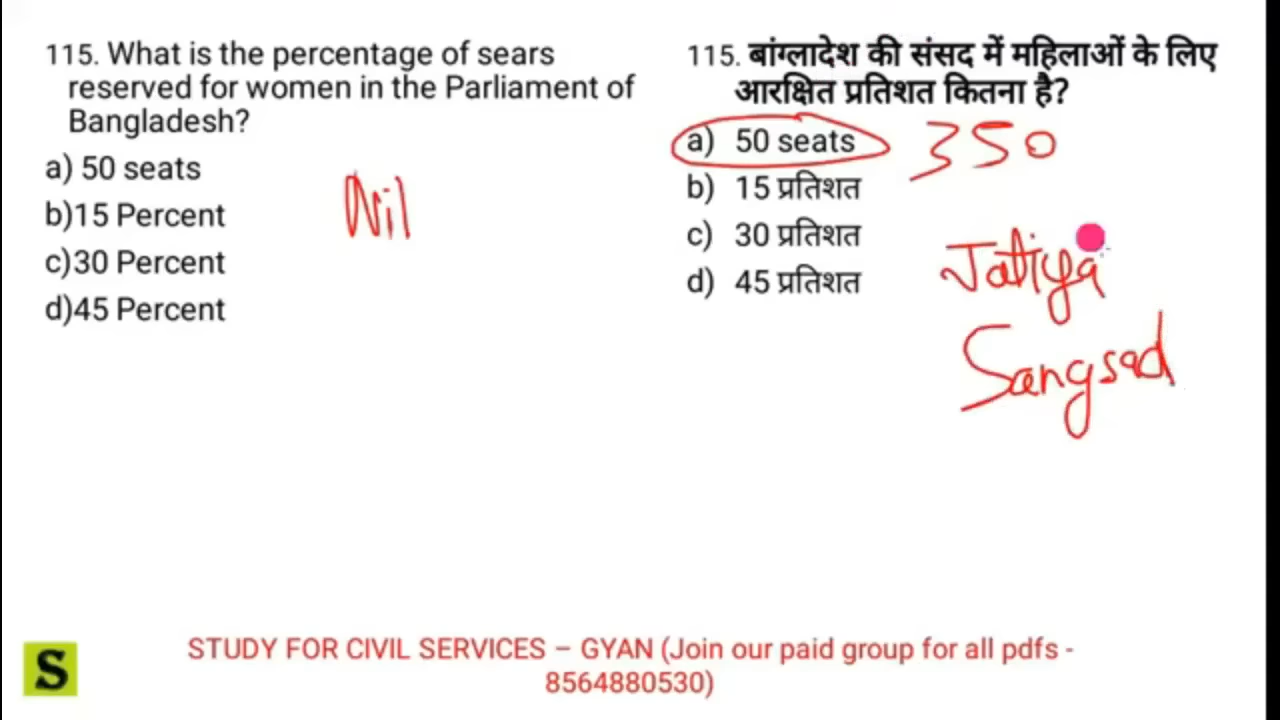 115. What is the percentage of sears
reserved for women in the Parliament of
Bangladesh?
a) 50 seats
b)15 Percent
c)30 Percent
d)45 Percent
Nil
115. बांग्लादेश की संसद में महिलाओं के लिए
आरक्षित प्रतिशत कितना है?
a) 50 seats
350
b) 15 प्रतिशत
c) 30 प्रतिशत
d) 45 प्रतिशत
Jatiya
Sangsad
S
STUDY FOR CIVIL SERVICES – GYAN (Join our paid group for all pdfs -
8564880530)